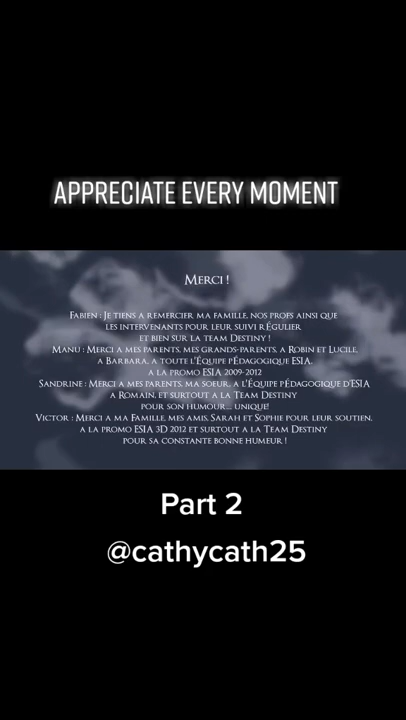 APPRECIATE EVERY MOMENT
Merci !
Fabien : Je tiens a remercier ma famille, nos profs ainsi que
les intervenants pour leur suivi régulier
et bien sur la team Destiny !
Manu : Merci a mes parents, mes grands-parents, a Robin et Lucile,
a Barbara, a toute l'Équipe pédagogique ESIA,
a la promo ESIA 2009-2012
Sandrine : Merci a mes parents, ma soeur, a l'Équipe pédagogique d'ESIA
a Romain, et surtout a la Team Destiny
pour son humour... unique!
Victor : Merci a ma Famille, mes amis, Sarah et Sophie pour leur soutien,
a la promo ESIA 3D 2012 et surtout a la Team Destiny
pour sa constante bonne humeur !
Part 2
@cathycath25